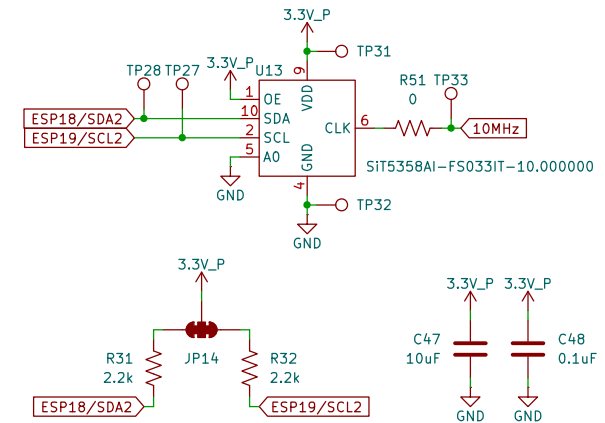 3.3V_P
TP31
3.3V_P
U13
TP28
TP27
R51
0
TP33
9
VDD
1
OE
ESP18/SDA2
10
SDA
ESP19/SCL2
2
SCL
CLK
6
10MHz
5
A0
GND
4
SiT5358AI-FS033IT-10.000000
GND
TP32
GND
3.3V_P
3.3V_P
3.3V_P
R31
2.2k
JP14
R32
2.2k
C47
10uF
C48
0.1uF
ESP18/SDA2
ESP19/SCL2
GND
GND